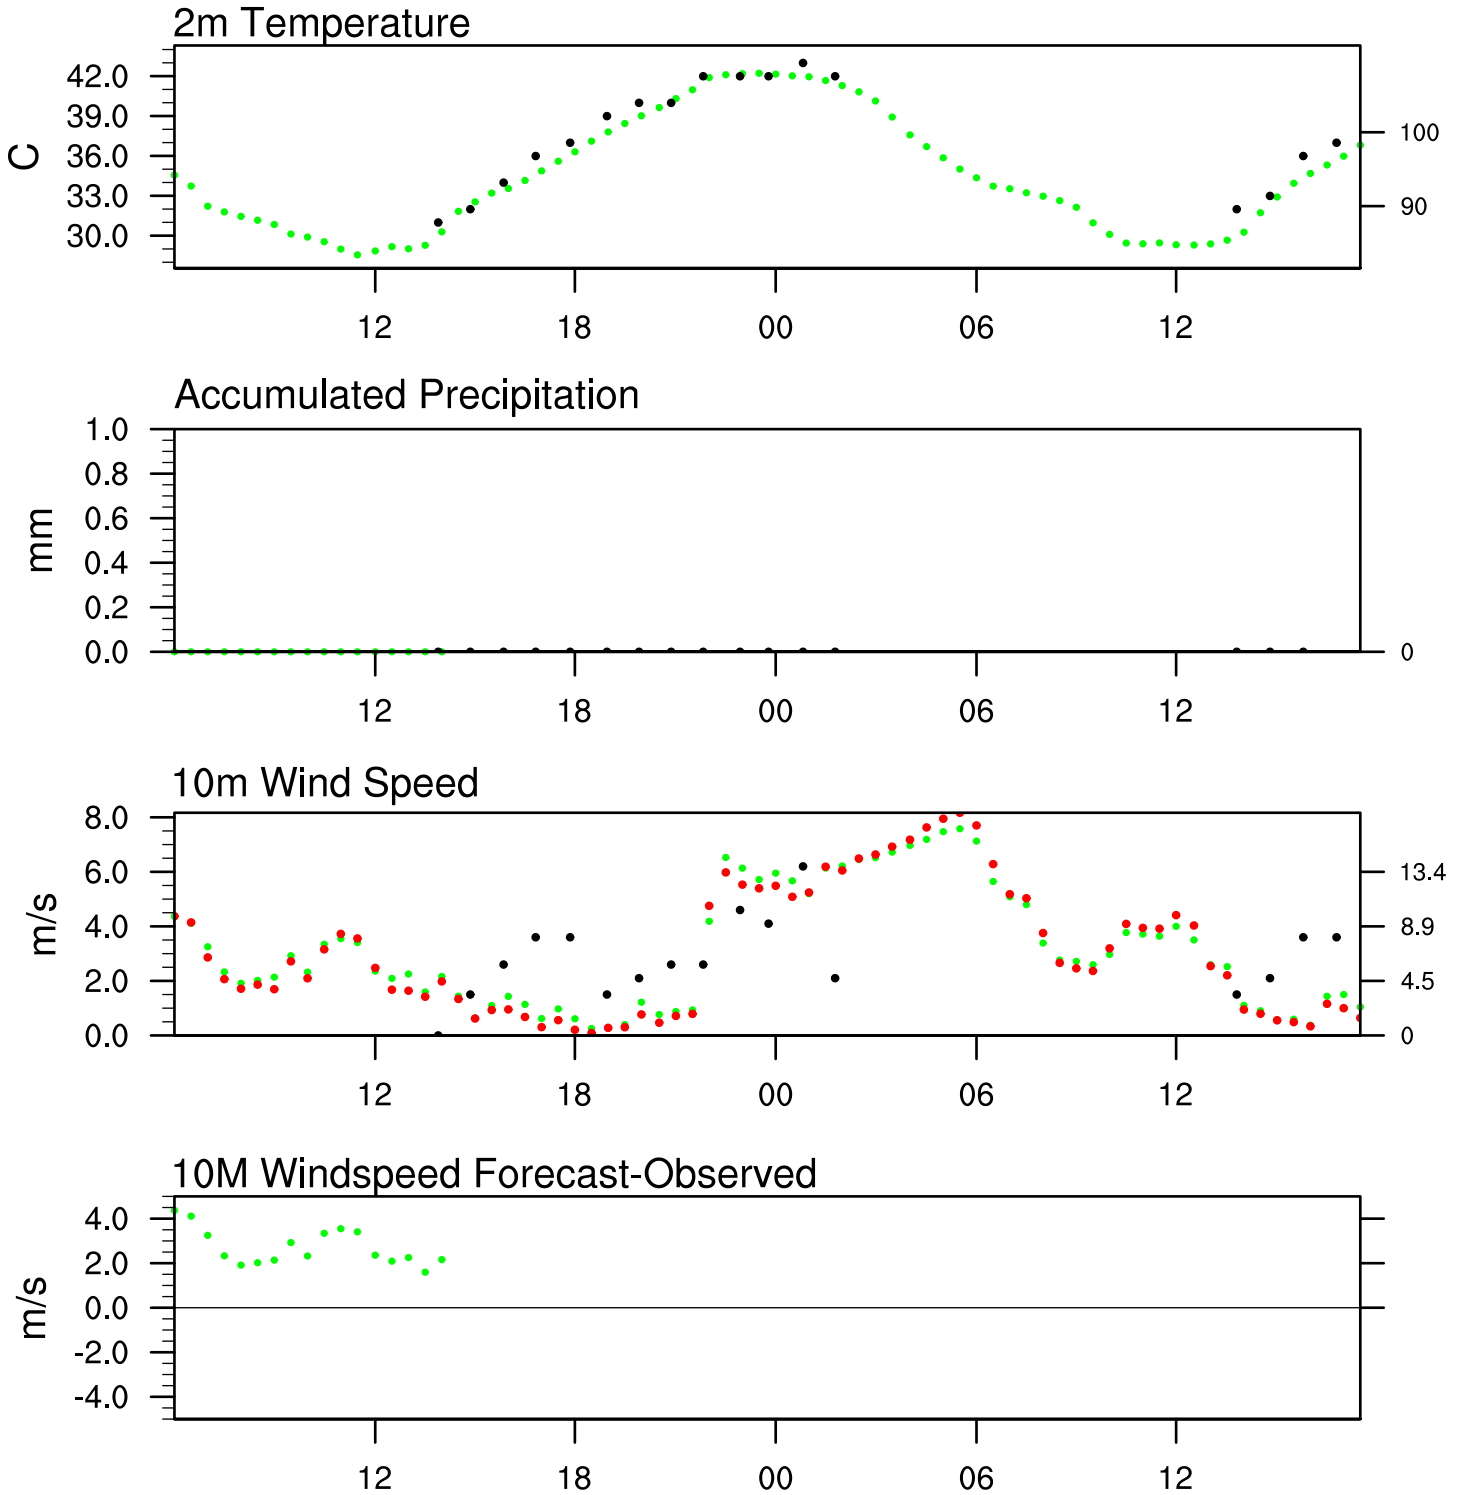 2m Temperature
42.0
39.0
36.0
33.0
30.0
C
100
90
12 18 00 06 12
Accumulated Precipitation
1.0
0.8
0.6
0.4
0.2
0.0
mm
0
12 18 00 06 12
10m Wind Speed
8.0
6.0
4.0
2.0
0.0
m/s
13.4
8.9
4.5
0
12 18 00 06 12
10M Windspeed Forecast-Observed
4.0
2.0
0.0
-2.0
-4.0
m/s
12 18 00 06 12